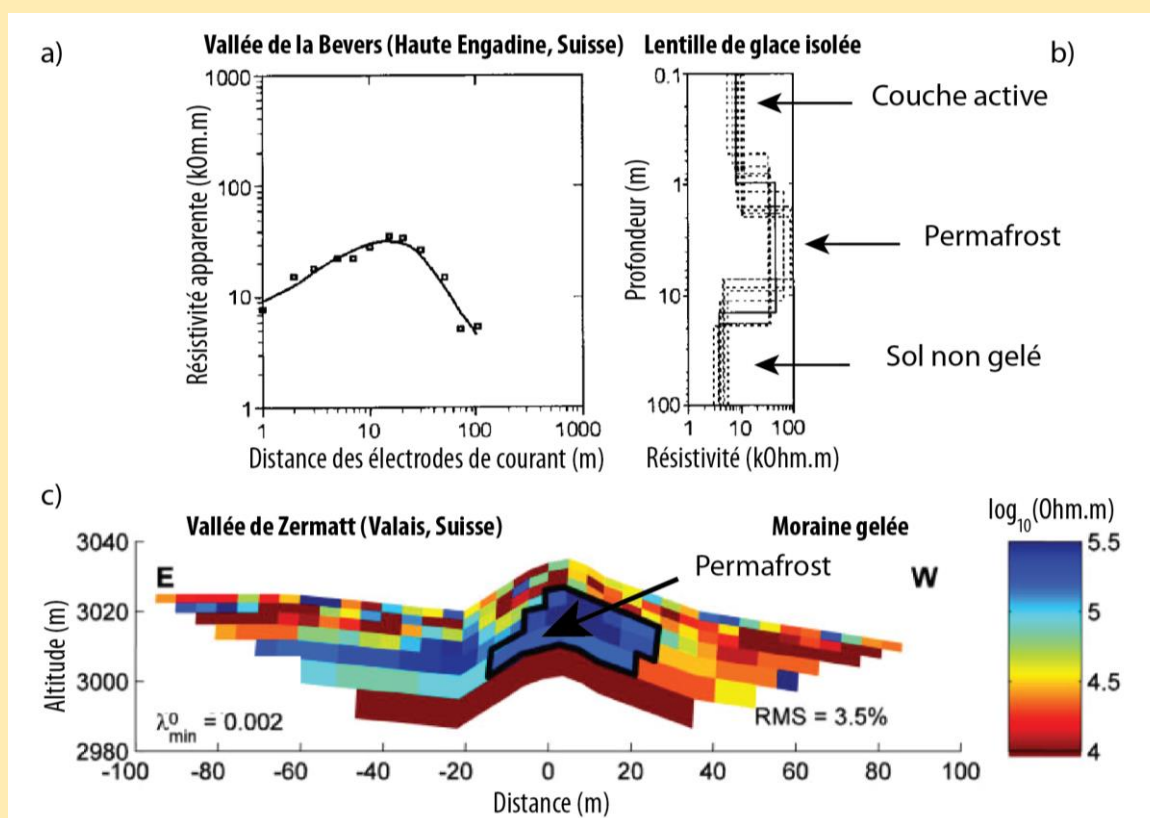 a)
Vallée de la Bevers (Haute Engadine, Suisse)
Lentille de glace isolée
b)
1000
100
10
1
Résistivité apparente (kOm.m)
1
10
100
1000
Distance des électrodes de courant (m)
0.1
1
10
100
Profondeur (m)
1
10
100
Résistivité (kOhm.m)
Couche active
Permafrost
Sol non gelé
c)
Vallée de Zermatt (Valais, Suisse)
Moraine gelée
log10(Ohm.m)
3040
3020
3000
2980
Altitude (m)
E
Permafrost
W
5.5
5
4.5
4
λ0min = 0.002
RMS = 3.5%
-100
-80
-60
-40
-20
0
20
40
60
80
100
Distance (m)